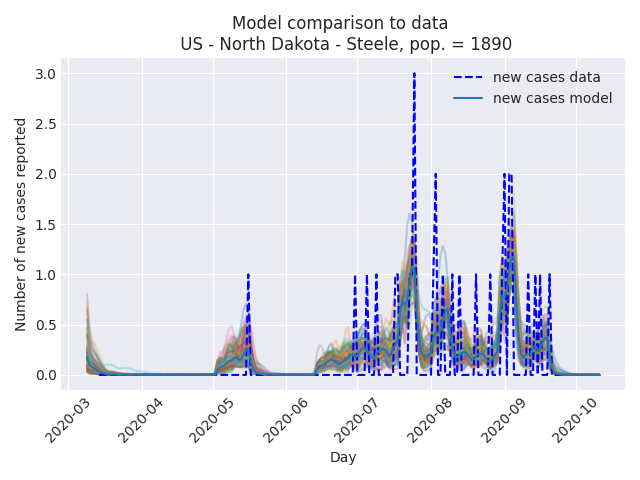 Model comparison to data
US - North Dakota - Steele, pop. = 1890
new cases data
new cases model
Number of new cases reported
3.0
2.5
2.0
1.5
1.0
0.5
0.0
2020-03
2020-04
2020-05
2020-06
2020-07
2020-08
2020-09
2020-10
Day